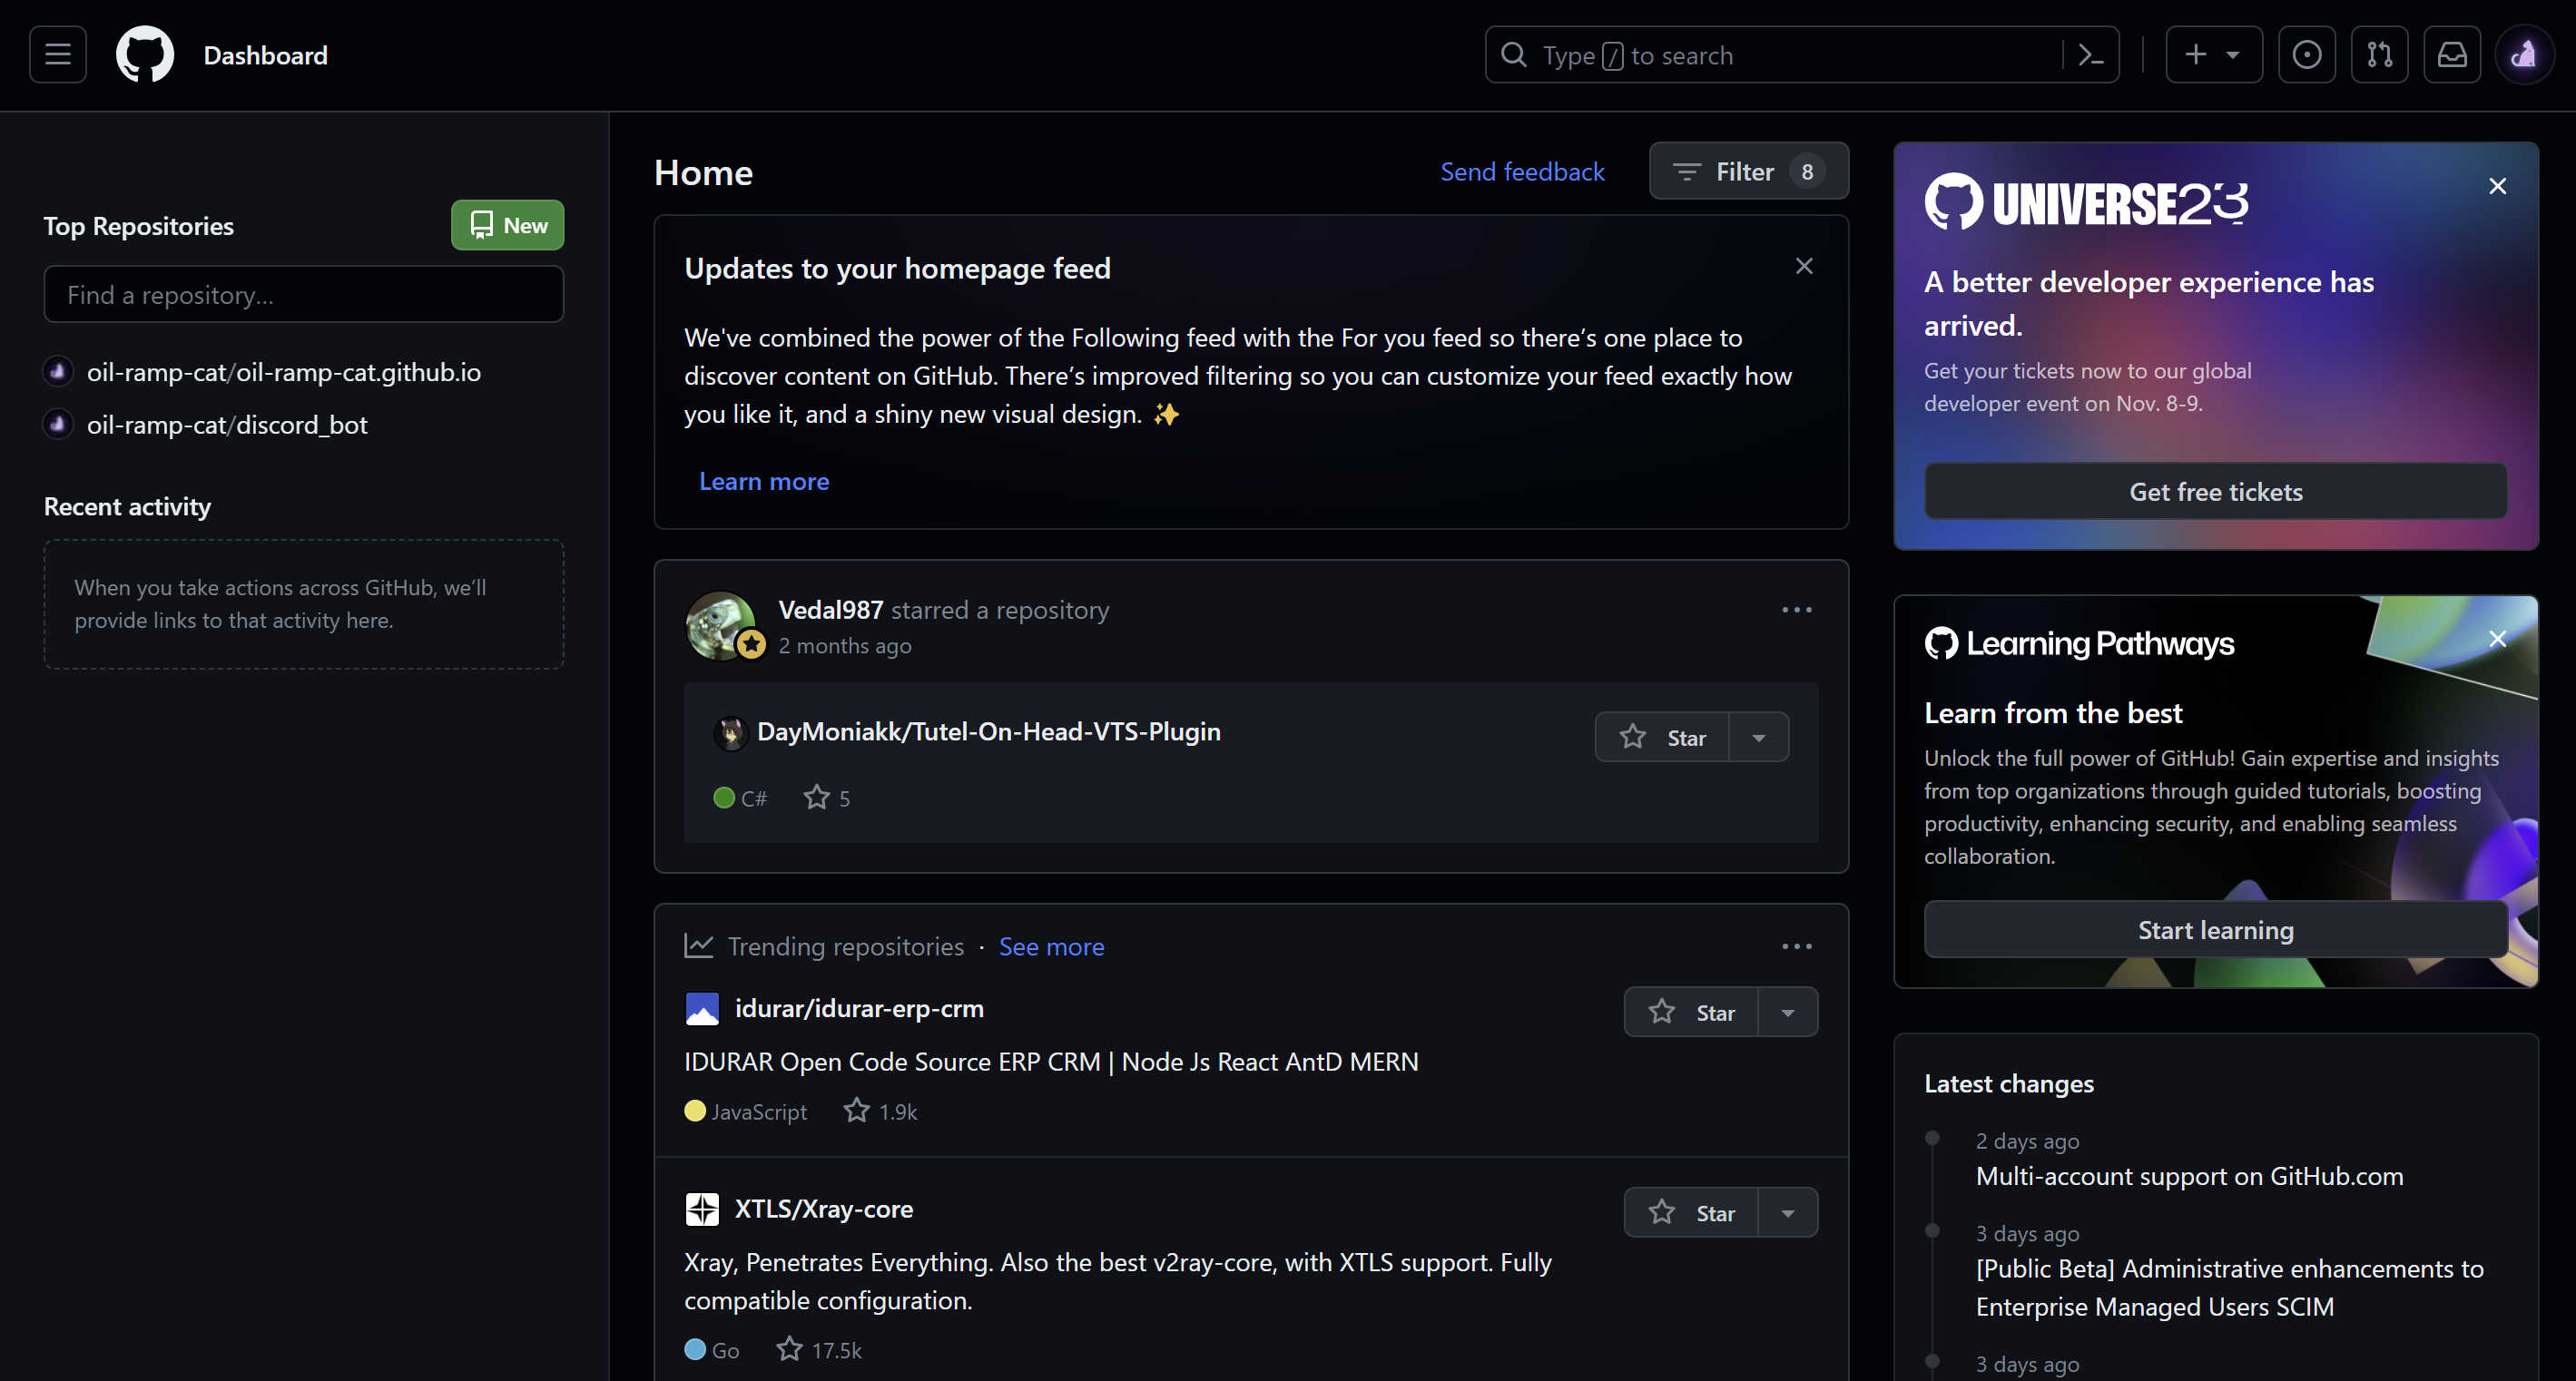 Dashboard
Type / to search
Top Repositories
New
Find a repository...
oil-ramp-cat/oil-ramp-cat.github.io
oil-ramp-cat/discord_bot
Recent activity
When you take actions across GitHub, we’ll
provide links to that activity here.
Home
Send feedback
Filter 8
Updates to your homepage feed
We've combined the power of the Following feed with the For you feed so there’s one place to
discover content on GitHub. There’s improved filtering so you can customize your feed exactly how
you like it, and a shiny new visual design. ✨
Learn more
Vedal987 starred a repository
2 months ago
DayMoniakk/Tutel-On-Head-VTS-Plugin
Star
C# 5
Trending repositories · See more
idurar/idurar-erp-crm
Star
IDURAR Open Code Source ERP CRM | Node Js React AntD MERN
JavaScript 1.9k
XTLS/Xray-core
Star
Xray, Penetrates Everything. Also the best v2ray-core, with XTLS support. Fully
compatible configuration.
Go 17.5k
UNIVERSE23
A better developer experience has
arrived.
Get your tickets now to our global
developer event on Nov. 8-9.
Get free tickets
Learning Pathways
Learn from the best
Unlock the full power of GitHub! Gain expertise and insights
from top organizations through guided tutorials, boosting
productivity, enhancing security, and enabling seamless
collaboration.
Start learning
Latest changes
2 days ago
Multi-account support on GitHub.com
3 days ago
[Public Beta] Administrative enhancements to
Enterprise Managed Users SCIM
3 days ago